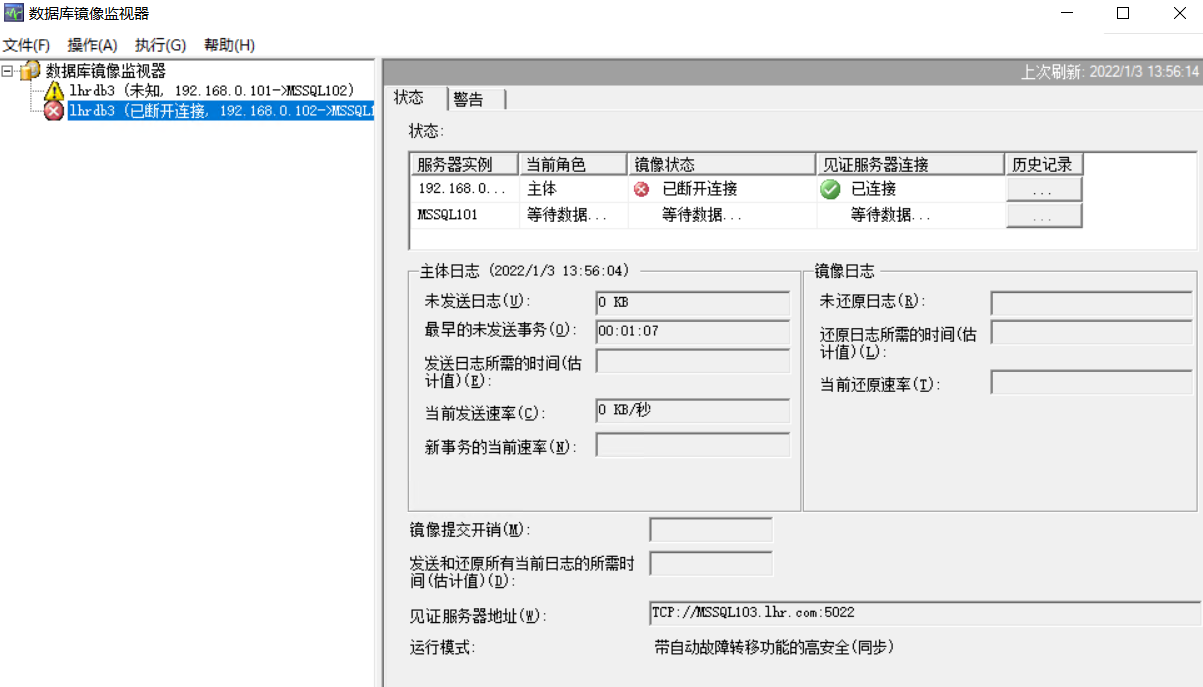 数据库镜像监视器
文件(F) 操作(A) 执行(G) 帮助(H)
数据库镜像监视器
lhrdb3 (未知, 192.168.0.101->MSSQL102)
lhrdb3 (已断开连接, 192.168.0.102->MSSQL1
上次刷新: 2022/1/3 13:56:14
状态 警告
状态:
服务器实例 当前角色 镜像状态 见证服务器连接 历史记录
192.168.0... 主体 已断开连接 已连接 ...
MSSQL101 等待数据... 等待数据... 等待数据... ...
主体日志 (2022/1/3 13:56:04)
未发送日志(U): 0 KB
最早的未发送事务(O): 00:01:07
发送日志所需的时间(估
计值)(E):
当前发送速率(C): 0 KB/秒
新事务的当前速率(N):
镜像日志
未还原日志(R):
还原日志所需的时间(估
计值)(L):
当前还原速率(T):
镜像提交开销(M):
发送和还原所有当前日志的所需时
间(估计值)(D):
见证服务器地址(W): TCP://MSSQL103.lhr.com:5022
运行模式: 带自动故障转移功能的高安全(同步)